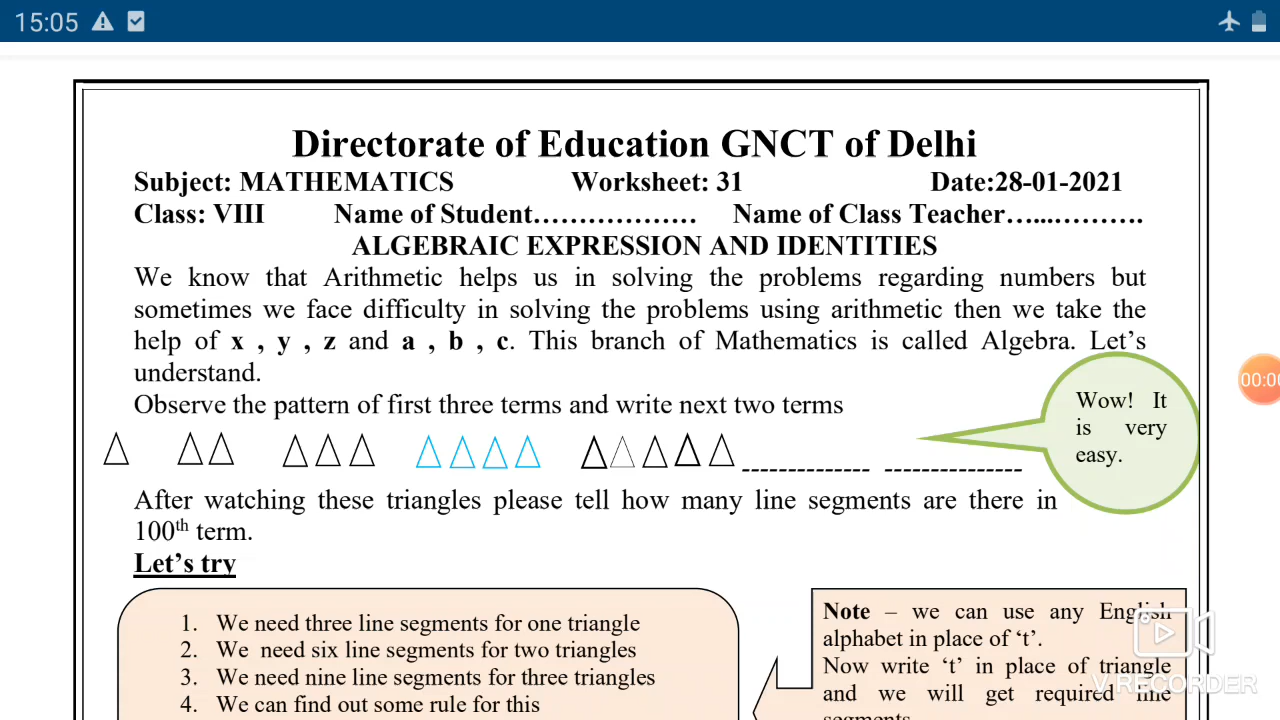 15:05
Directorate of Education GNCT of Delhi
Subject: MATHEMATICS Worksheet: 31 Date:28-01-2021
Class: VIII Name of Student……………… Name of Class Teacher…...……….
ALGEBRAIC EXPRESSION AND IDENTITIES
We know that Arithmetic helps us in solving the problems regarding numbers but
sometimes we face difficulty in solving the problems using arithmetic then we take the
help of x , y , z and a , b , c. This branch of Mathematics is called Algebra. Let’s
understand.
Observe the pattern of first three terms and write next two terms
Wow! It
is very
easy.
-------------- ---------------
After watching these triangles please tell how many line segments are there in
100th term.
Let’s try
1. We need three line segments for one triangle
2. We need six line segments for two triangles
3. We need nine line segments for three triangles
4. We can find out some rule for this
Note – we can use any English
alphabet in place of ‘t’.
Now write ‘t’ in place of triangle
and we will get required line
segments
V RECORDER